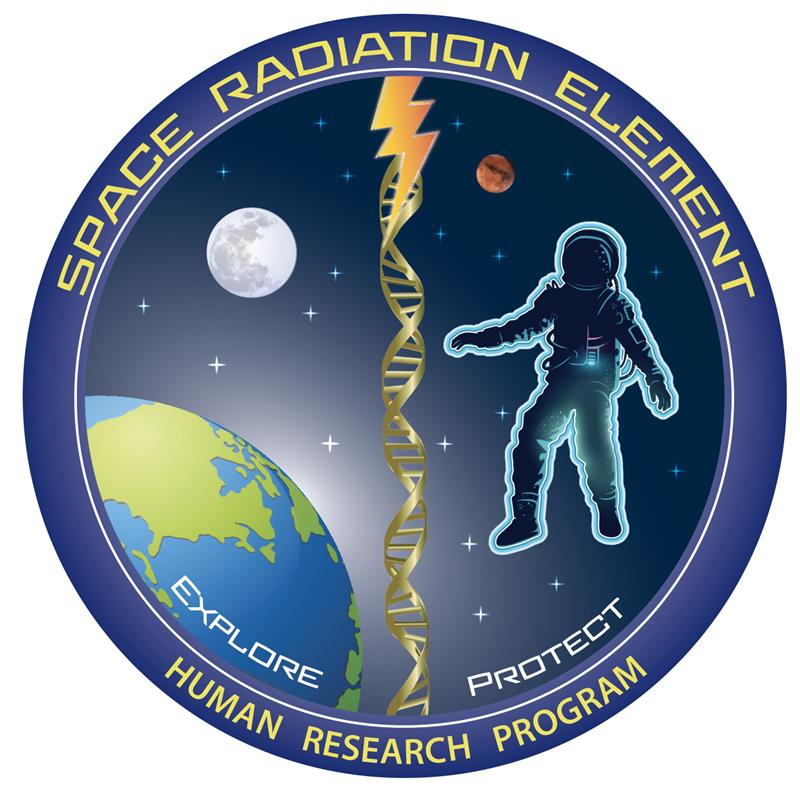 SPACE RADIATION ELEMENT
EXPLORE
PROTECT
HUMAN RESEARCH PROGRAM